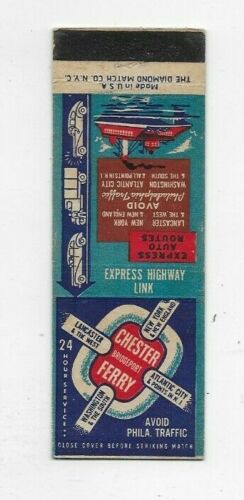 Made in U.S.A
THE DIAMOND MATCH CO. N.Y.C.
EXPRESS
AUTO
ROUTES
LANCASTER NEW YORK
& THE WEST & NEW ENGLAND
AVOID
Philadelphia Traffic
WASHINGTON ATLANTIC CITY
& THE SOUTH & ALL POINTS IN N.J.
EXPRESS HIGHWAY
LINK
CHESTER
BRIDGEPORT
FERRY
LANCASTER
& THE WEST
NEW YORK
NEW ENGLAND
WASHINGTON
& THE SOUTH
ATLANTIC CITY
& POINTS IN N.J.
24
HOUR SERVICE..
AVOID
PHILA. TRAFFIC
CLOSE COVER BEFORE STRIKING MATCH